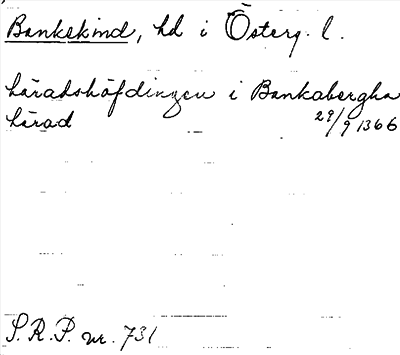 Bankekind, hd i Österg. l.
häradshöfdingen i Bankabergha
härad 29/9 1366
S.R.P. nr. 731